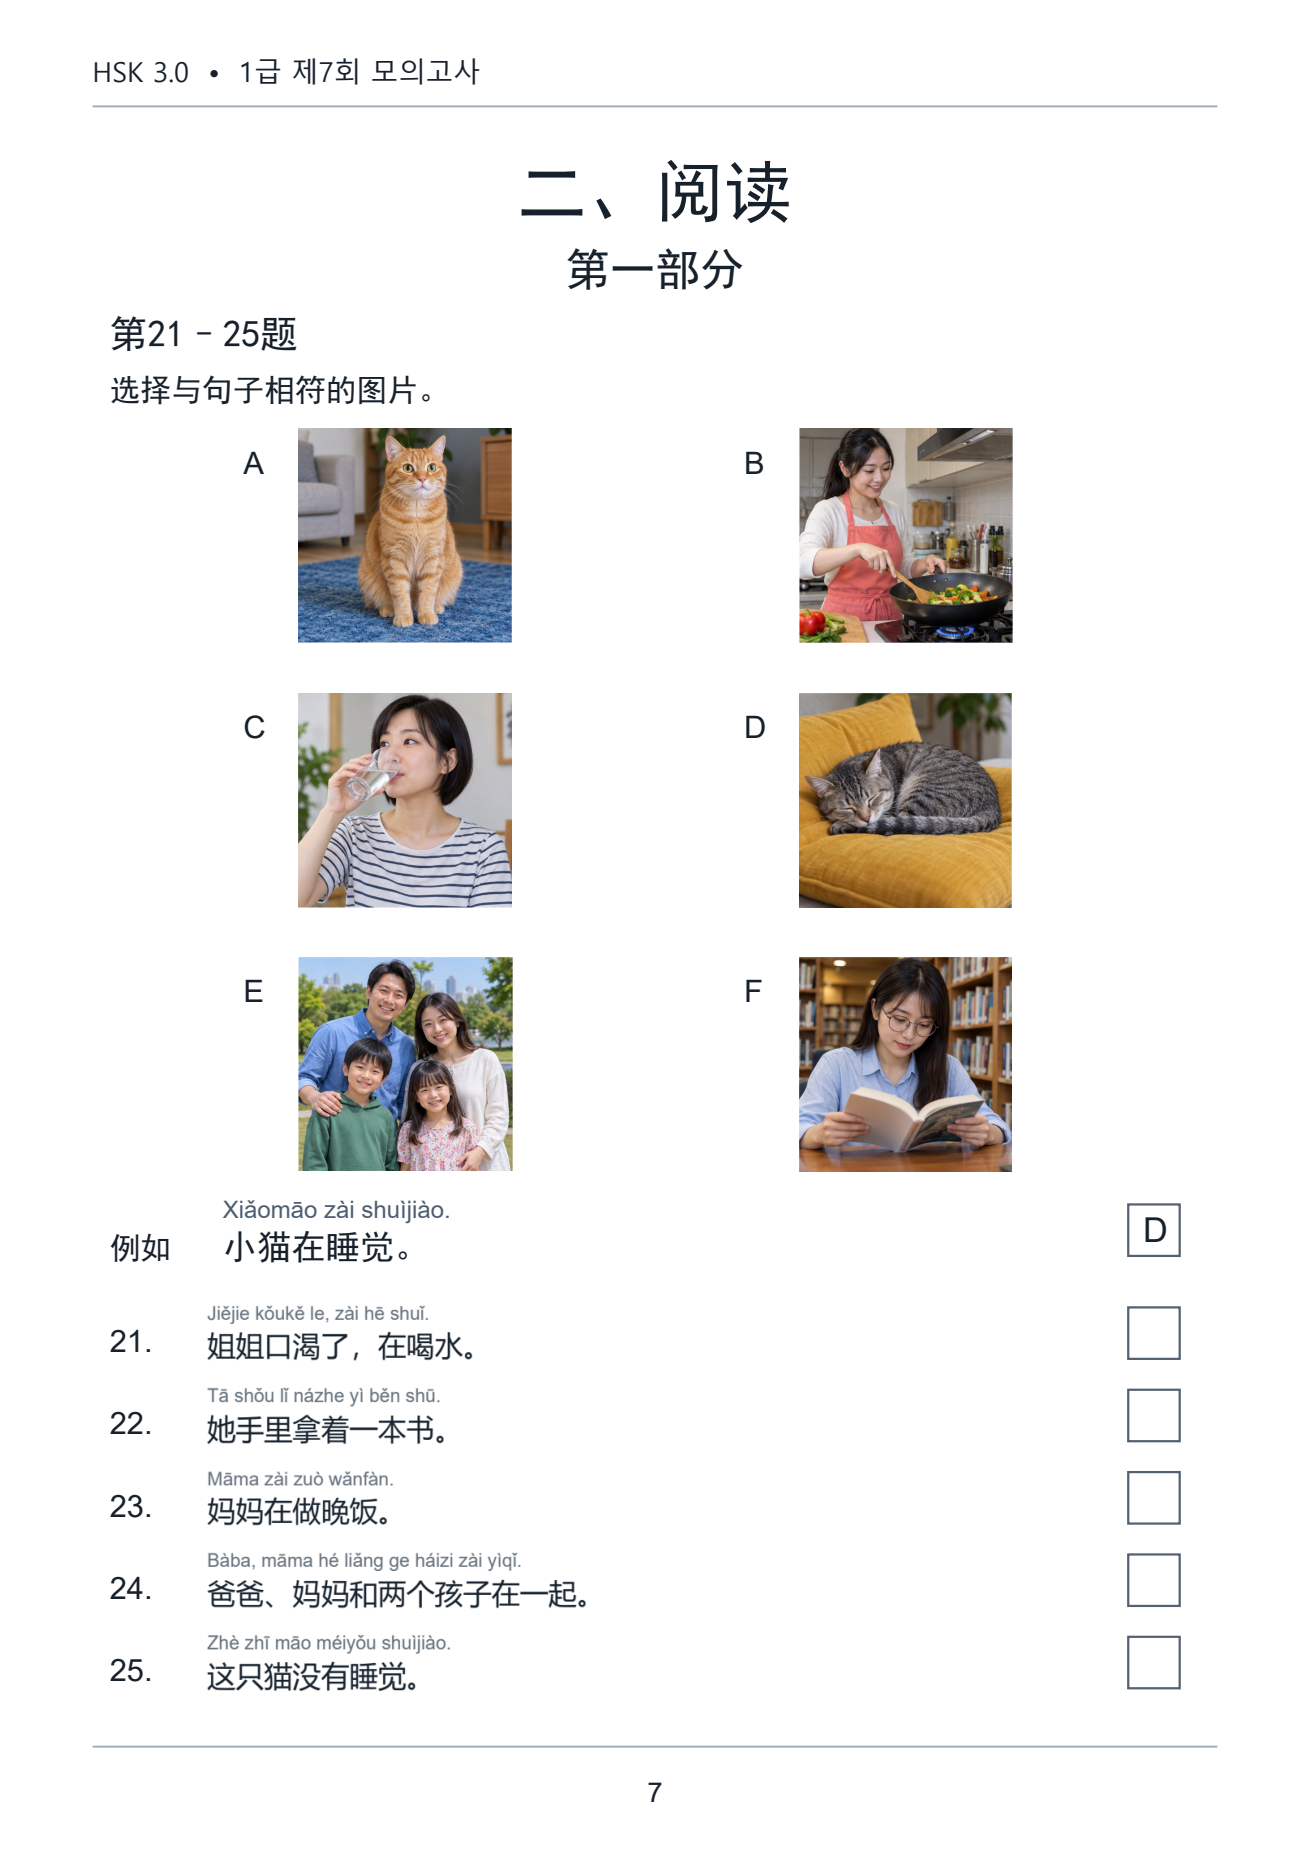 HSK 3.0 • 1급 제7회 모의고사
二、阅读
第一部分
第21 - 25题
选择与句子相符的图片。
A
B
C
D
E
F
Xiǎomāo zài shuìjiào.
例如 小猫在睡觉。
D
Jiějie kǒukě le, zài hē shuǐ.
21. 姐姐口渴了，在喝水。
Tā shǒu lǐ názhe yì běn shū.
22. 她手里拿着一本书。
Māma zài zuò wǎnfàn.
23. 妈妈在做晚饭。
Bàba, māma hé liǎng ge háizi zài yìqǐ.
24. 爸爸、妈妈和两个孩子在一起。
Zhè zhī māo méiyǒu shuìjiào.
25. 这只猫没有睡觉。
7